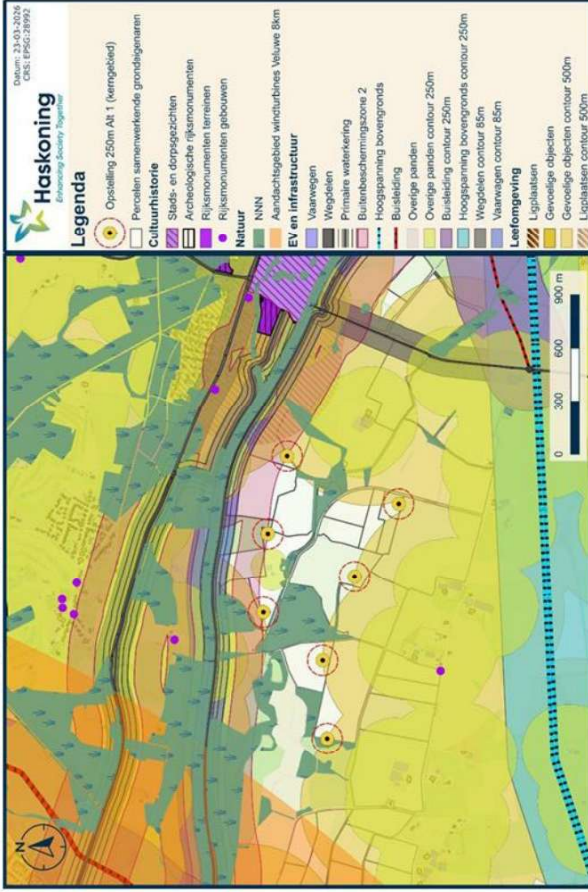 Datum: 23-03-2026
CRS: EPSG:28992
Haskoning
Enhancing Society Together
Legenda
Opstelling 250m Alt 1 (kerngebied)
Percelen samenwerkende grondeigenaren
Cultuurhistorie
Stads- en dorpsgezichten
Archeologische rijksmonumenten
Rijksmonumenten terreinen
Rijksmonumenten gebouwen
Natuur
NNN
Aandachtsgebied windturbines Veluwe 8km
EV en infrastructuur
Vaarwegen
Wegdelen
Primaire waterkering
Buitenbeschermingszone 2
Hoogspanning bovengronds
Buisleiding
Overige panden
Overige panden contour 250m
Buisleiding contour 250m
Hoogspanning bovengronds contour 250m
Wegdelen contour 85m
Vaarwagen contour 85m
Leefomgeving
Ligplaatsen
Gevoelige objecten
Gevoelige objecten contour 500m
Ligplaatsen contour 500m
N
0 300 600 900 m